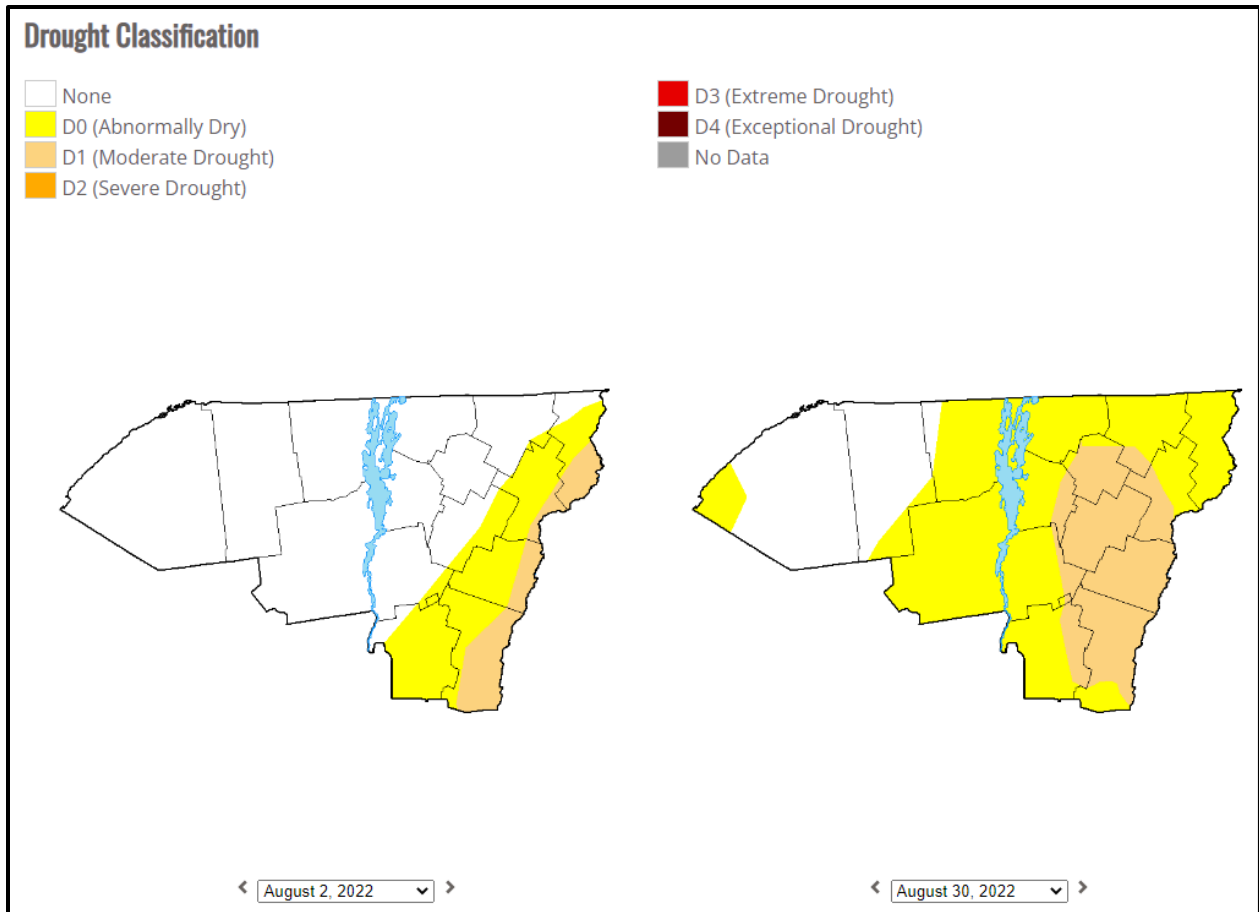 Drought Classification
None
D0 (Abnormally Dry)
D1 (Moderate Drought)
D2 (Severe Drought)
D3 (Extreme Drought)
D4 (Exceptional Drought)
No Data
August 2, 2022
August 30, 2022